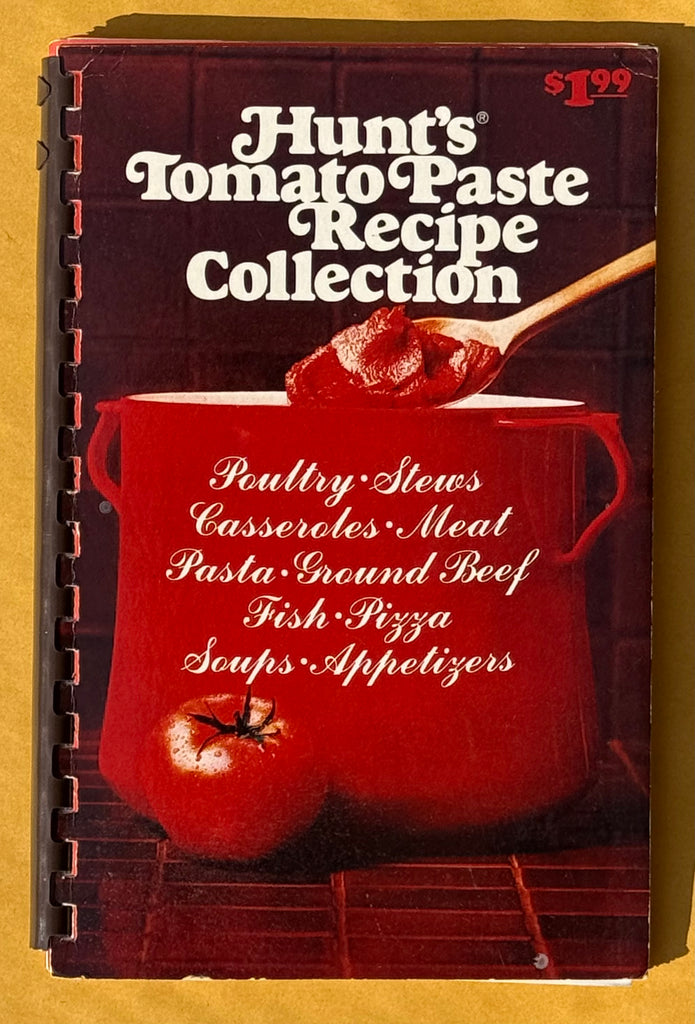 $1.99
Hunt's®
Tomato Paste
Recipe
Collection
Poultry · Stews
Casseroles · Meat
Pasta · Ground Beef
Fish · Pizza
Soups · Appetizers